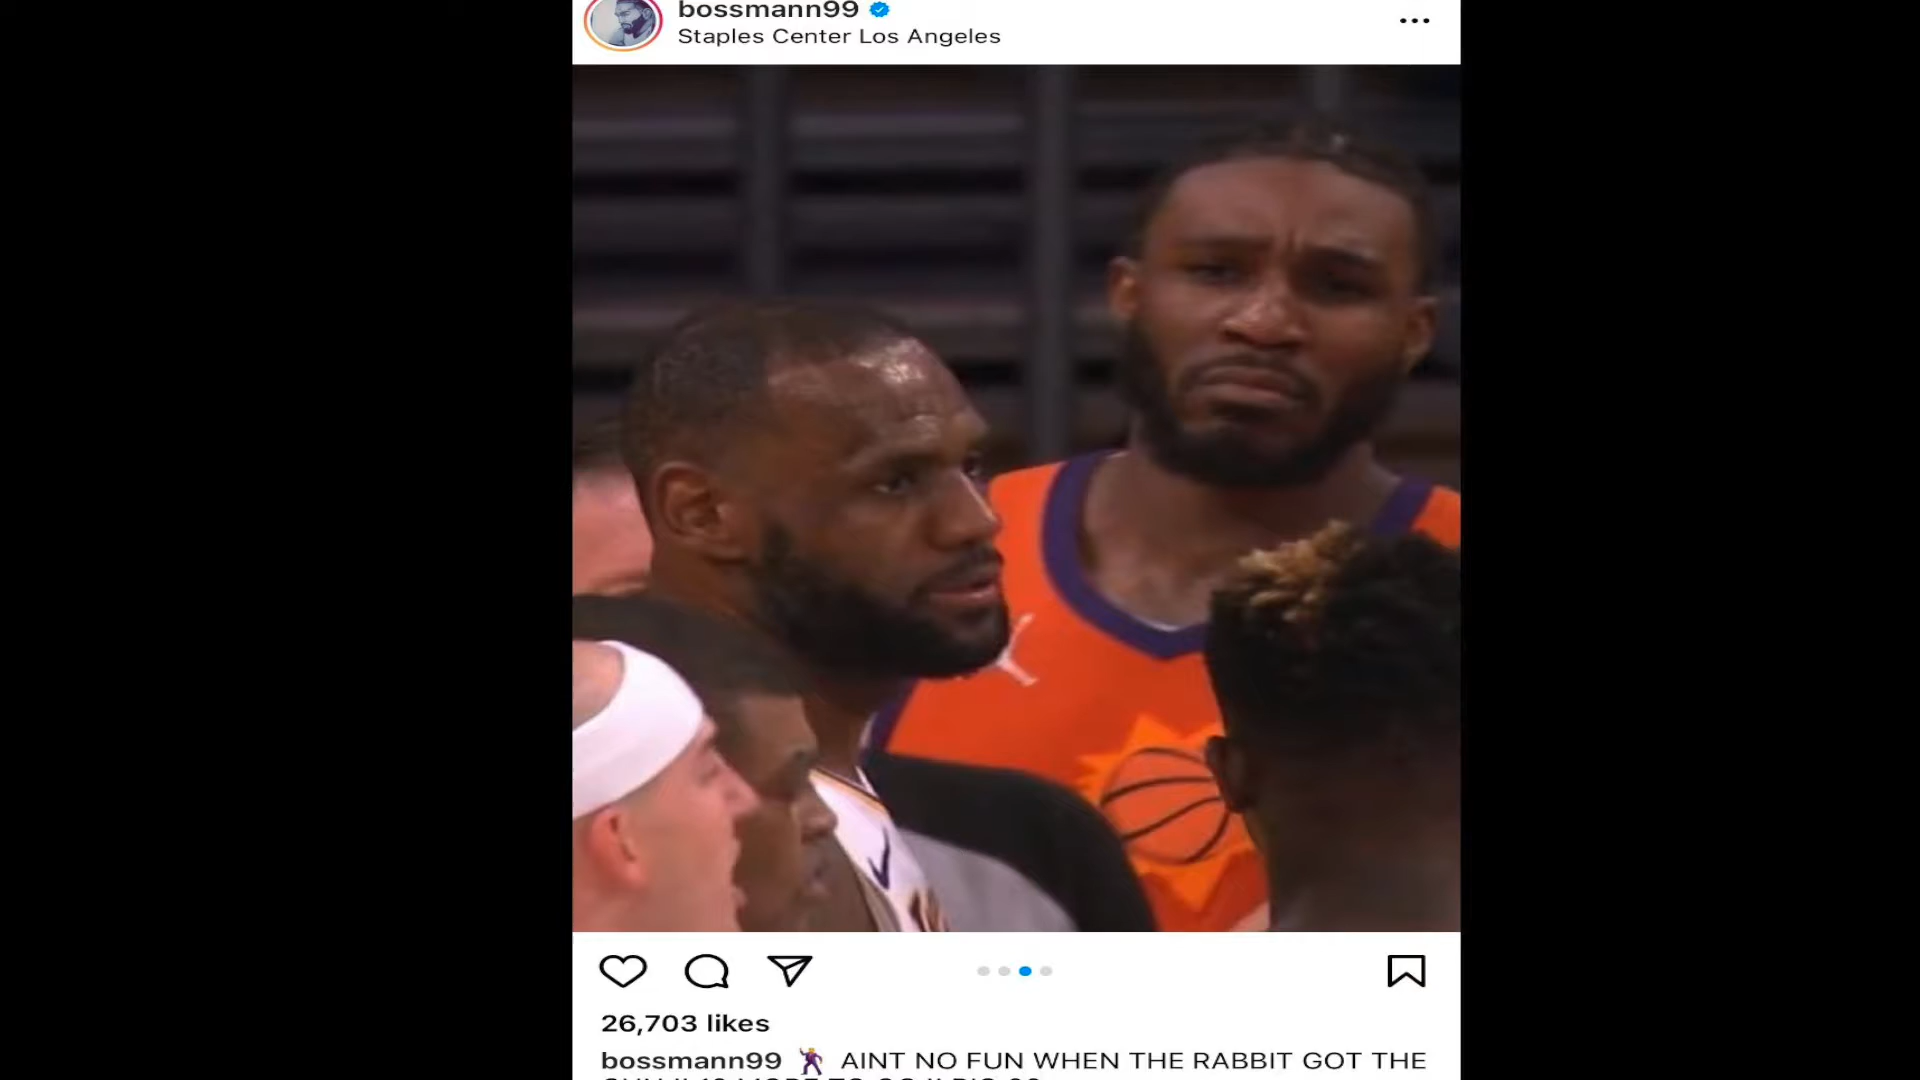 bossmann99
Staples Center Los Angeles
26,703 likes
bossmann99 🕺 AINT NO FUN WHEN THE RABBIT GOT THE